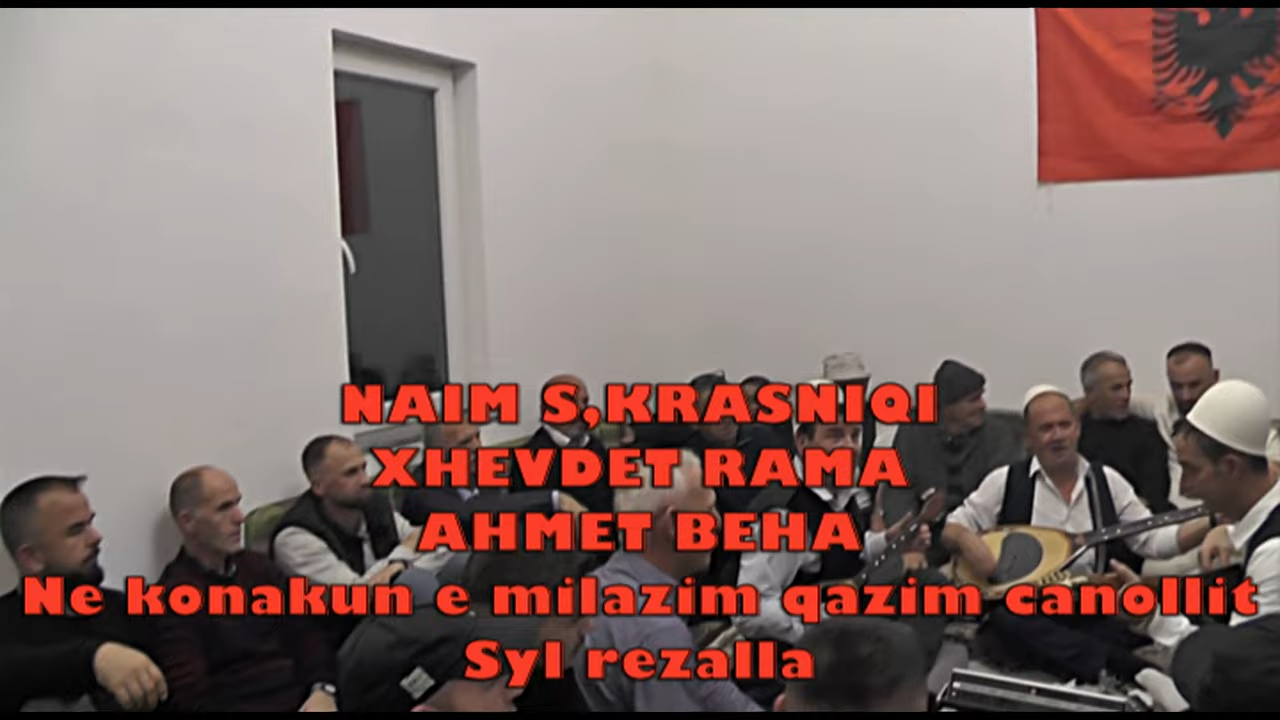 NAIM S,KRASNIQI
XHEVDET RAMA
AHMET BEHA
Ne konakun e milazim qazim canollit
Syl rezalla